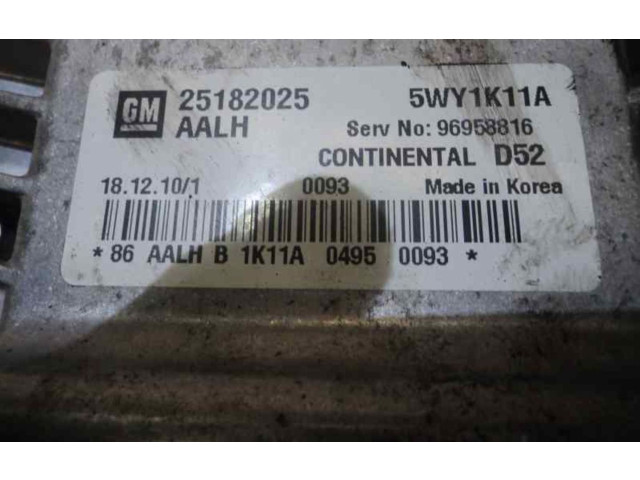 GM 25182025 5WY1K11A
AALH Serv No: 96958816
CONTINENTAL D52
18.12.10/1 0093 Made in Korea
* 86 AALH B 1K11A 0495 0093 *